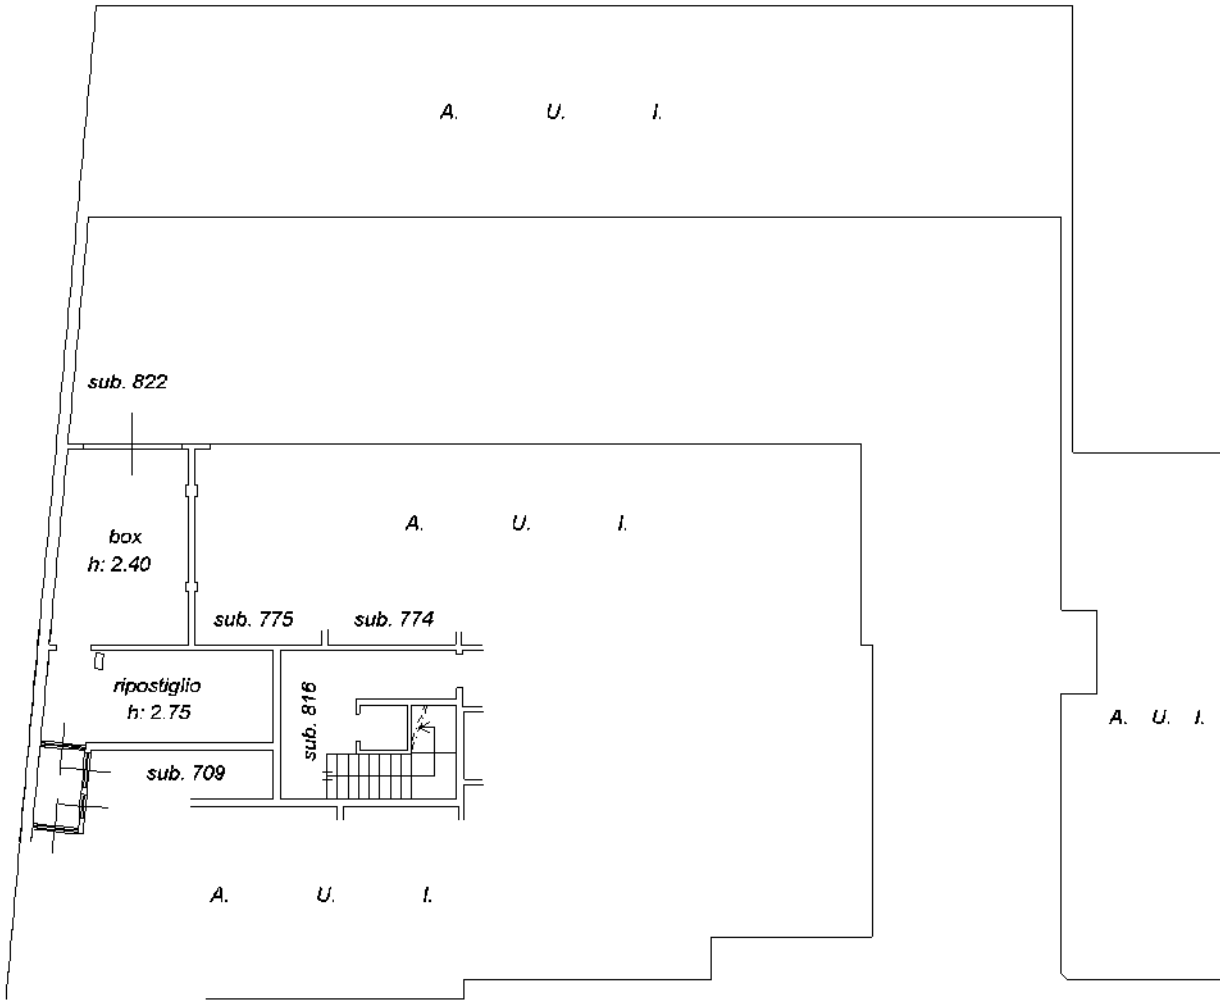 A. U. I.
sub. 822
A. U. I.
box
h: 2.40
sub. 775
sub. 774
ripostiglio
h: 2.75
sub. 816
A. U. I.
sub. 709
A. U. I.